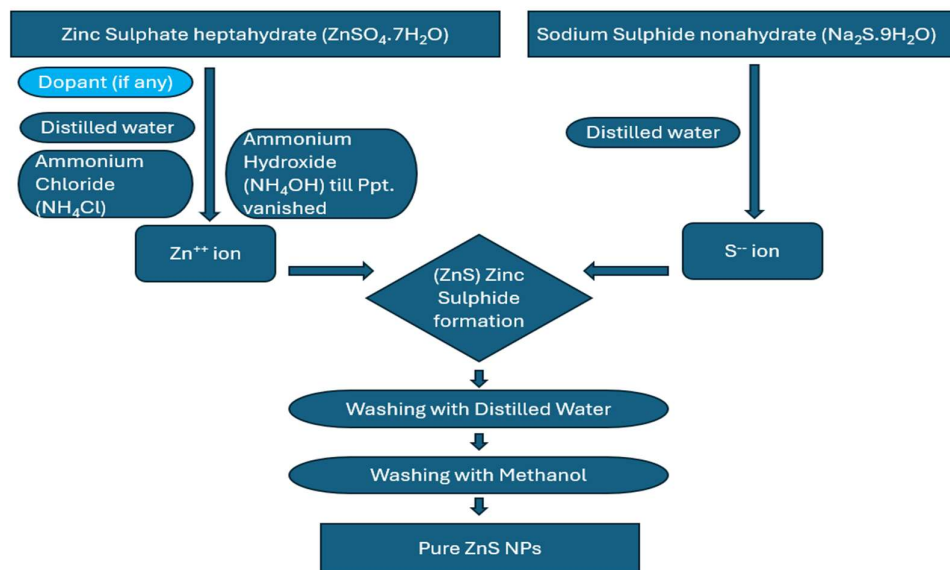 Zinc Sulphate heptahydrate (ZnSO₄.7H₂O)
Sodium Sulphide nonahydrate (Na₂S.9H₂O)
Dopant (if any)
Distilled water
Ammonium
Chloride
(NH₄Cl)
Ammonium
Hydroxide
(NH₄OH) till Ppt.
vanished
Distilled water
Zn⁺⁺ ion
S⁻⁻ ion
(ZnS) Zinc
Sulphide
formation
Washing with Distilled Water
Washing with Methanol
Pure ZnS NPs